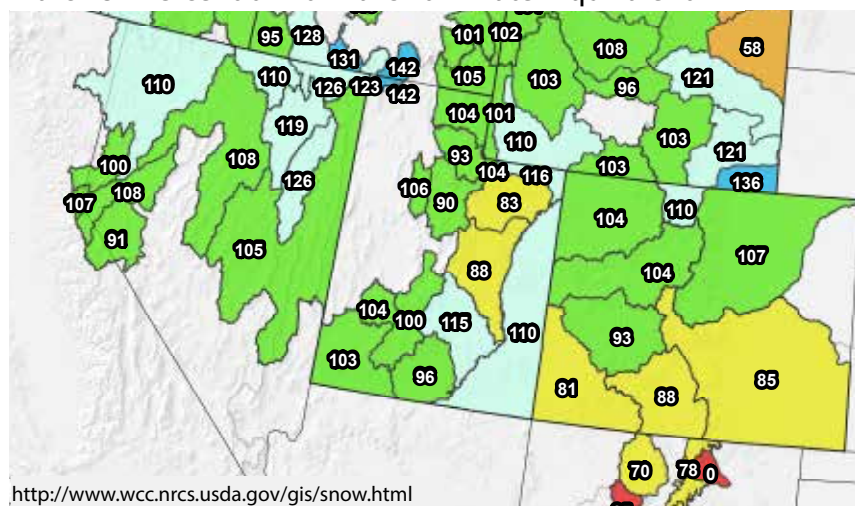 95 128 101 102 108 58
131 142
110 110 126 123 142 105 103 96 121
119 104 101 110 103 121
100 108 93 103 136
126 106 104 116
107 108 90 83 104 110
91 105 88 104 107
104 100 115 110 93
103 96 81 88 85
70 78 0
http://www.wcc.nrcs.usda.gov/gis/snow.html